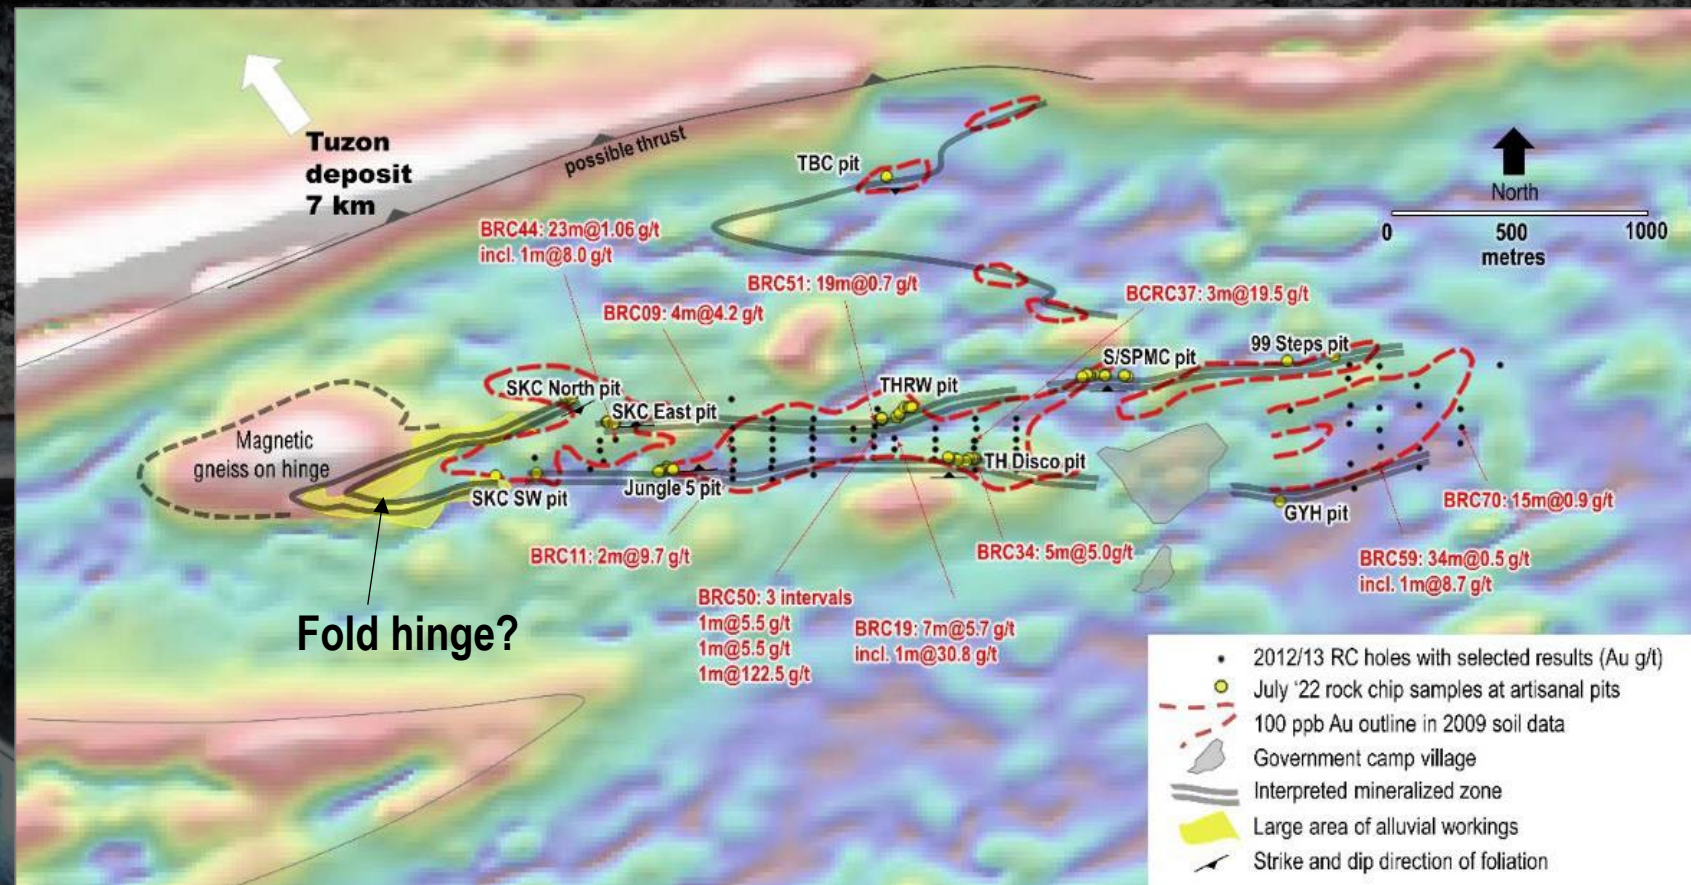 Tuzon
deposit
7 km
possible thrust
TBC pit
North
0 500 1000
metres
BRC44: 23m@1.06 g/t
incl. 1m@8.0 g/t
BRC51: 19m@0.7 g/t
BRC09: 4m@4.2 g/t
BCRC37: 3m@19.5 g/t
99 Steps pit
S/SPMC pit
SKC North pit
THRW pit
SKC East pit
Magnetic
gneiss on hinge
TH Disco pit
Jungle 5 pit
SKC SW pit
GYH pit
BRC70: 15m@0.9 g/t
BRC11: 2m@9.7 g/t
BRC34: 5m@5.0g/t
BRC59: 34m@0.5 g/t
incl. 1m@8.7 g/t
BRC50: 3 intervals
1m@5.5 g/t
1m@5.5 g/t
1m@122.5 g/t
BRC19: 7m@5.7 g/t
incl. 1m@30.8 g/t
Fold hinge?
2012/13 RC holes with selected results (Au g/t)
July ‘22 rock chip samples at artisanal pits
100 ppb Au outline in 2009 soil data
Government camp village
Interpreted mineralized zone
Large area of alluvial workings
Strike and dip direction of foliation